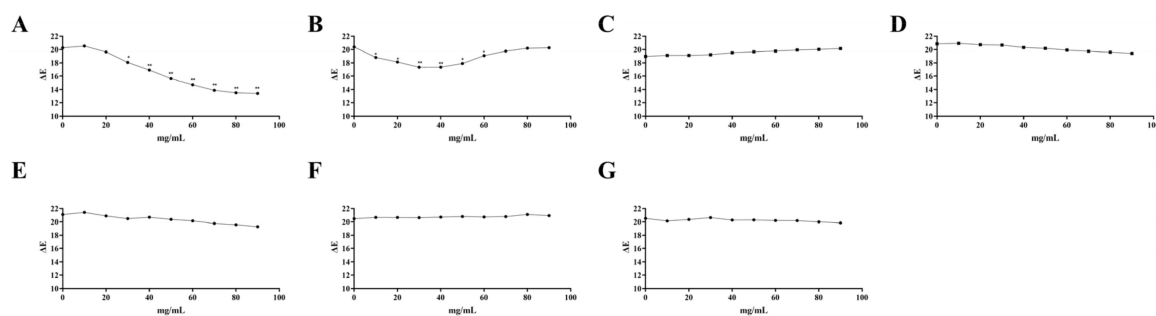 A
B
C
D
22 22 22 22
20 20 20 20
18 18 18 18
16 16 16 16
14 14 14 14
12 12 12 12
10 10 10 10
ΔE ΔE ΔE ΔE
* ** ** ** ** ** **
* * ** ** * *
0 20 40 60 80 100
0 20 40 60 80 100
0 20 40 60 80 100
0 20 40 60 80 100
mg/mL mg/mL mg/mL mg/mL
E
F
G
22 22 22
20 20 20
18 18 18
16 16 16
14 14 14
12 12 12
10 10 10
ΔE ΔE ΔE
0 20 40 60 80 100
0 20 40 60 80 100
0 20 40 60 80 100
mg/mL mg/mL mg/mL